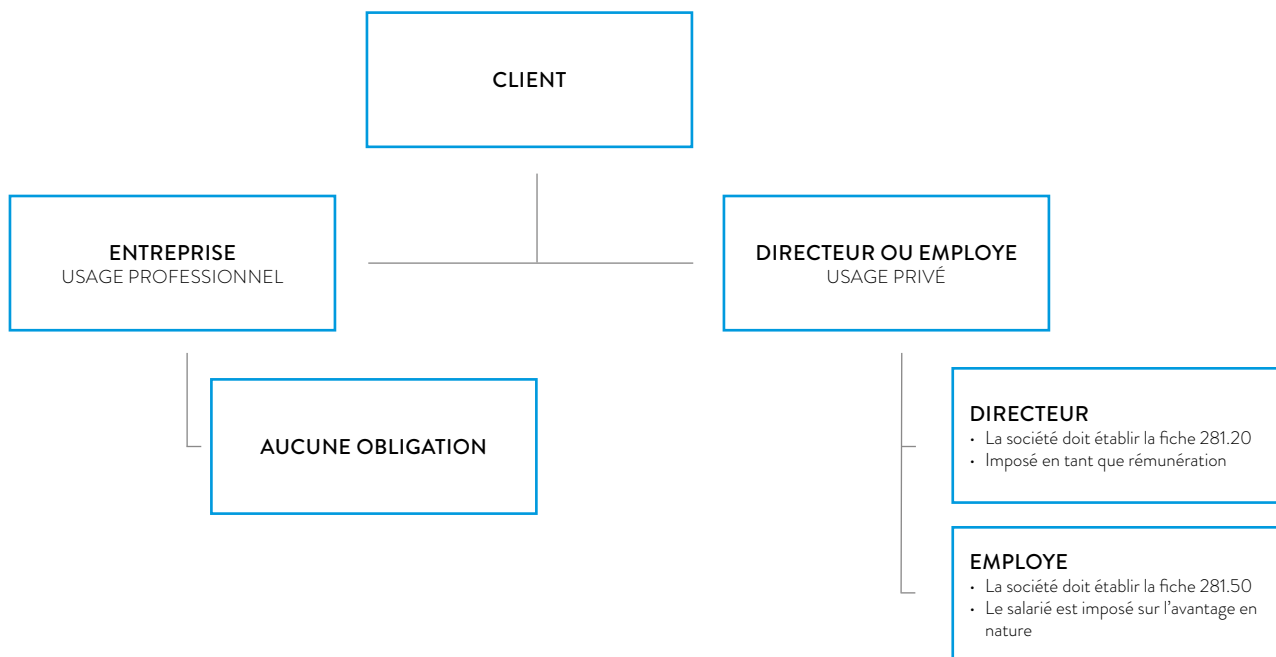 CLIENT
ENTREPRISE
USAGE PROFESSIONNEL
DIRECTEUR OU EMPLOYE
USAGE PRIVÉ
AUCUNE OBLIGATION
DIRECTEUR
• La société doit établir la fiche 281.20
• Imposé en tant que rémunération
EMPLOYE
• La société doit établir la fiche 281.50
• Le salarié est imposé sur l'avantage en
nature